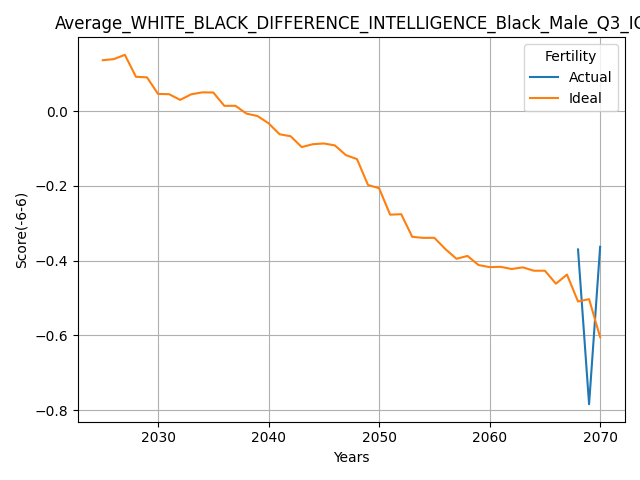 Average_WHITE_BLACK_DIFFERENCE_INTELLIGENCE_Black_Male_Q3_IQ
Fertility
Actual
Ideal
Score(-6-6)
0.0
−0.2
−0.4
−0.6
−0.8
2030 2040 2050 2060 2070
Years